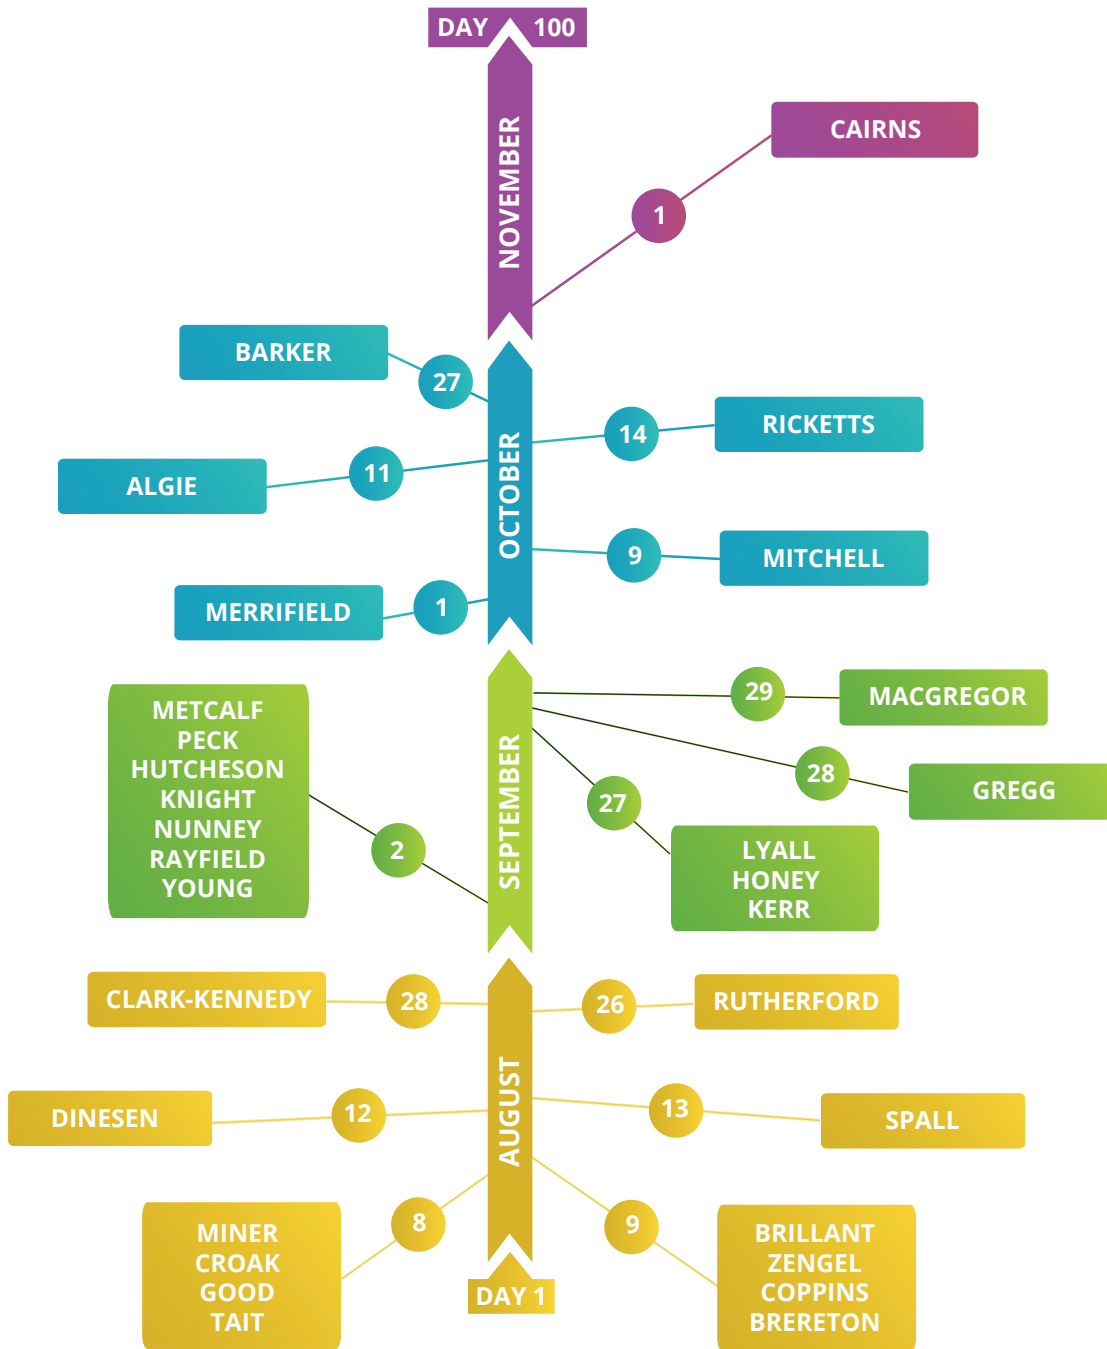 DAY 100
NOVEMBER
CAIRNS
1
BARKER
27
RICKETTS
14
ALGIE
11
OCTOBER
MITCHELL
9
MERRIFIELD
1
MACGREGOR
29
GREGG
28
LYALL
HONEY
KERR
27
SEPTEMBER
METCALF
PECK
HUTCHESON
KNIGHT
NUNNEY
RAYFIELD
YOUNG
2
CLARK-KENNEDY
28
RUTHERFORD
26
AUGUST
DINESEN
12
SPALL
13
MINER
CROAK
GOOD
TAIT
8
BRILLANT
ZENGEL
COPPINS
BRERETON
9
DAY 1